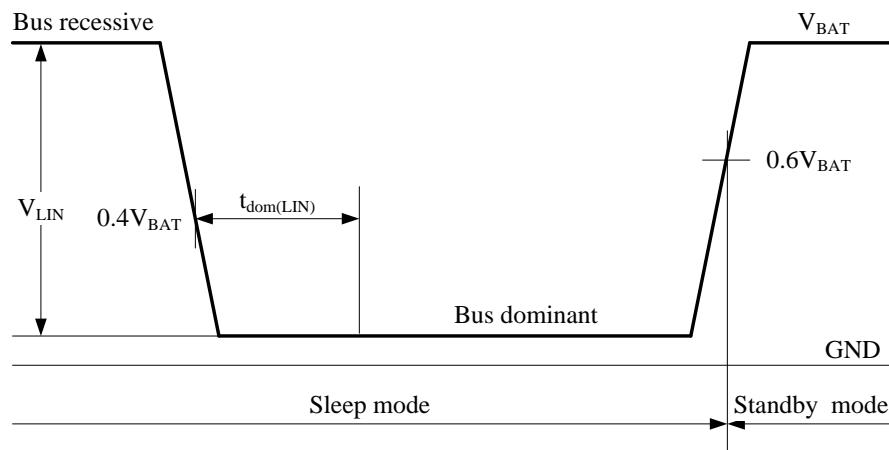 Bus recessive
V_BAT
0.6V_BAT
V_LIN
0.4V_BAT
t_dom(LIN)
Bus dominant
GND
Sleep mode
Standby mode